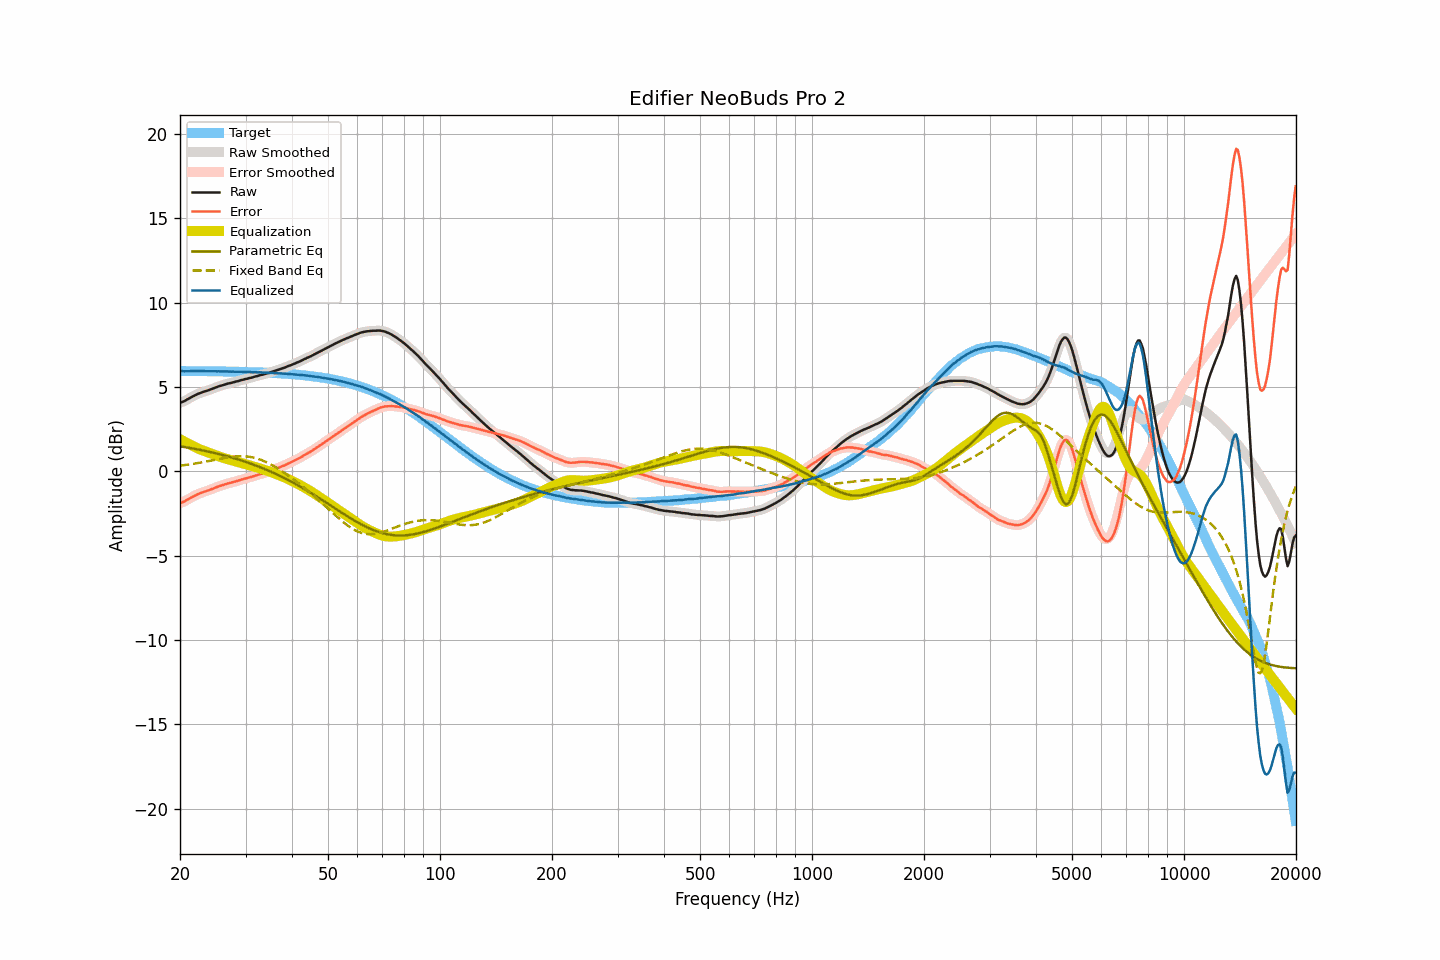 Edifier NeoBuds Pro 2
Target
Raw Smoothed
Error Smoothed
Raw
Error
Equalization
Parametric Eq
Fixed Band Eq
Equalized
20
15
10
5
0
−5
−10
−15
−20
Amplitude (dBr)
20
50
100
200
500
1000
2000
5000
10000
20000
Frequency (Hz)